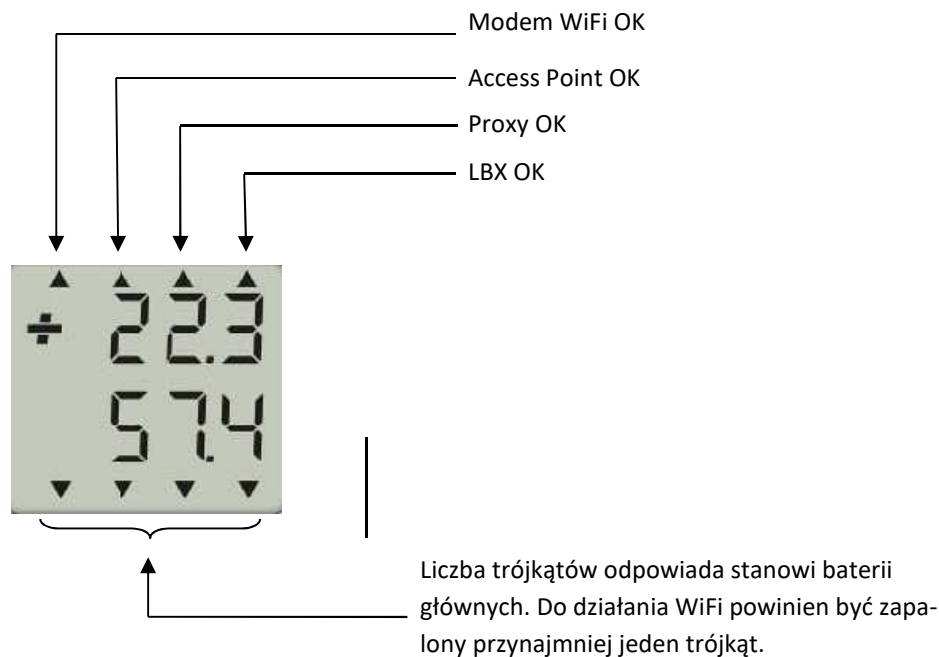 Modem WiFi OK
Access Point OK
Proxy OK
LBX OK
÷ 22.3
57.4
Liczba trójkątów odpowiada stanowi baterii
głównych. Do działania WiFi powinien być zapa-
lony przynajmniej jeden trójkąt.